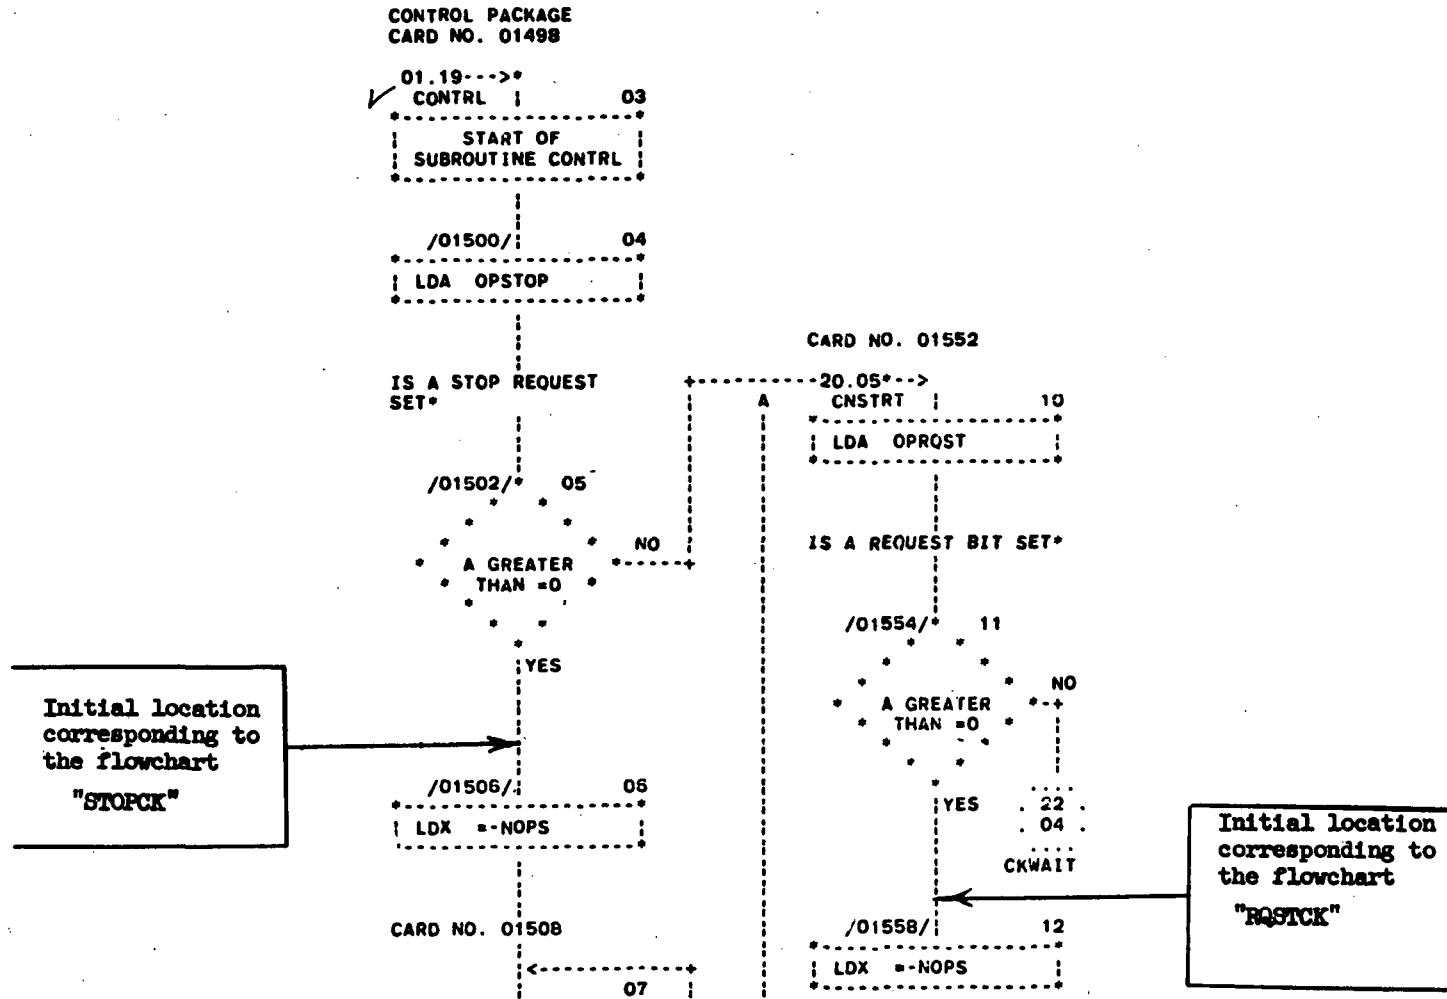 CONTROL PACKAGE
CARD NO. 01498
01.19--->*
CONTRL 03
START OF
SUBROUTINE CONTRL
/01500/ 04
LDA OPSTOP
IS A STOP REQUEST
SET*
/01502/* 05
A GREATER
THAN =0
NO
YES
Initial location
corresponding to
the flowchart
"STOPCK"
/01506/ 06
LDX =-NOPS
CARD NO. 01508
07
CARD NO. 01552
20.05*-->
A
CNSTRT 10
LDA OPRQST
IS A REQUEST BIT SET*
/01554/* 11
A GREATER
THAN =0
NO
YES
22
04
CKWAIT
Initial location
corresponding to
the flowchart
"RQSTCK"
/01558/ 12
LDX =-NOPS